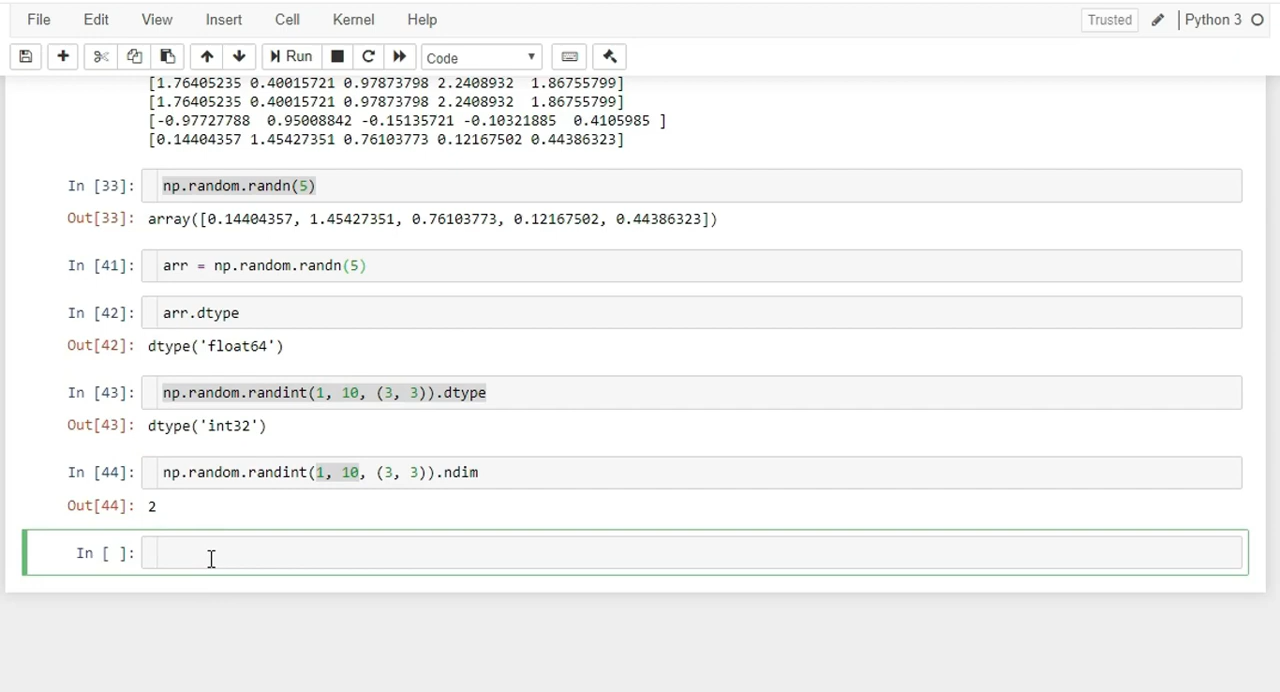 File Edit View Insert Cell Kernel Help Trusted Python 3
Run Code
[1.76405235 0.40015721 0.97873798 2.2408932  1.86755799]
[1.76405235 0.40015721 0.97873798 2.2408932  1.86755799]
[-0.97727788  0.95008842 -0.15135721 -0.10321885  0.4105985 ]
[0.14404357 1.45427351 0.76103773 0.12167502 0.44386323]
In [33]: np.random.randn(5)
Out[33]: array([0.14404357, 1.45427351, 0.76103773, 0.12167502, 0.44386323])
In [41]: arr = np.random.randn(5)
In [42]: arr.dtype
Out[42]: dtype('float64')
In [43]: np.random.randint(1, 10, (3, 3)).dtype
Out[43]: dtype('int32')
In [44]: np.random.randint(1, 10, (3, 3)).ndim
Out[44]: 2
In [ ]: